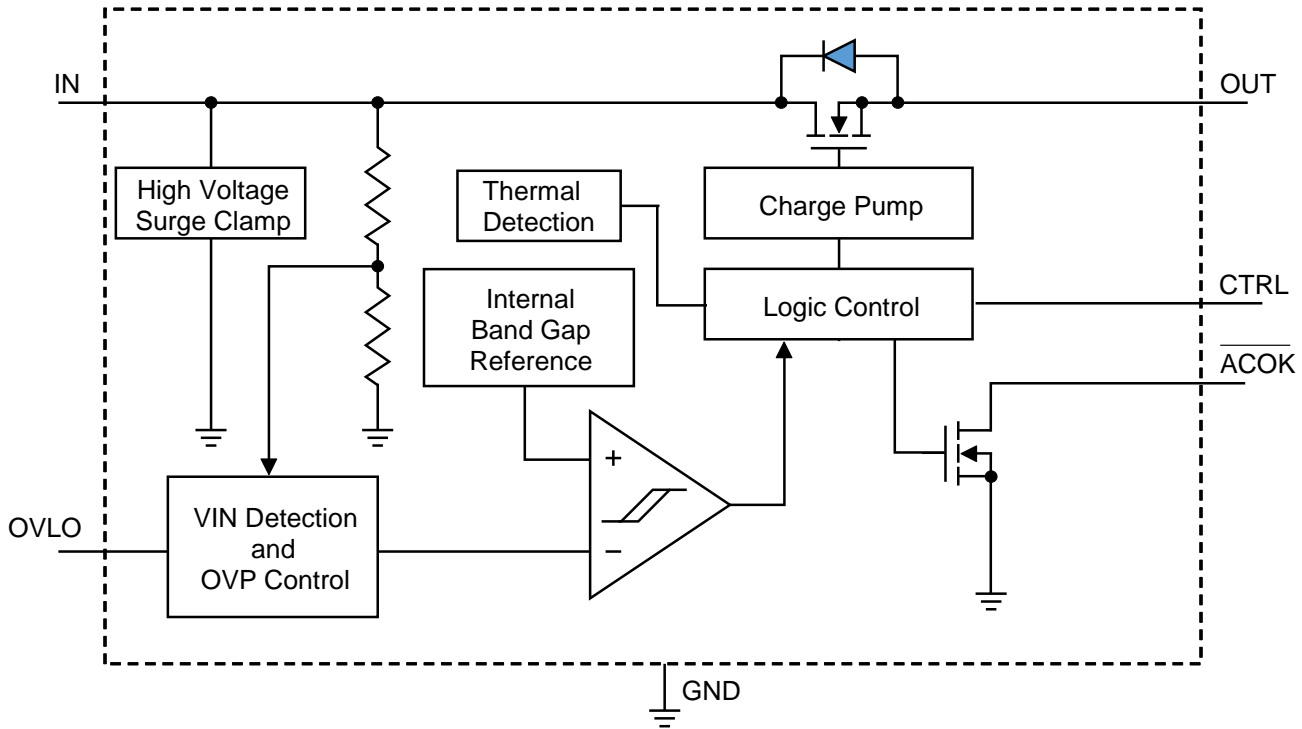 IN
OUT
High Voltage
Surge Clamp
Thermal
Detection
Charge Pump
Internal
Band Gap
Reference
Logic Control
CTRL
ACOK
+
OVLO
VIN Detection
and
OVP Control
−
GND